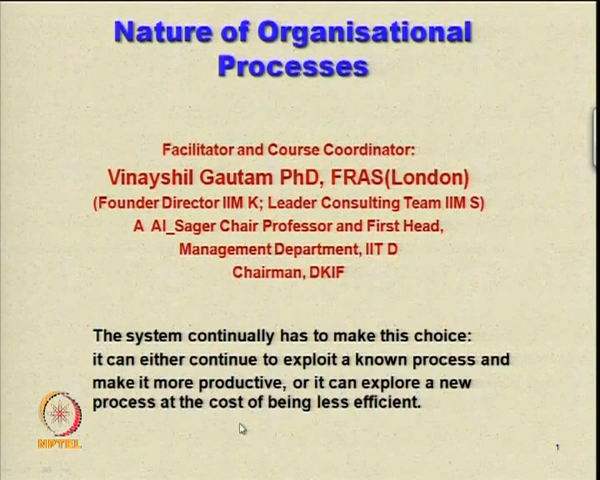 Nature of Organisational
Processes
Facilitator and Course Coordinator:
Vinayshil Gautam PhD, FRAS(London)
(Founder Director IIM K; Leader Consulting Team IIM S)
A Al_Sager Chair Professor and First Head,
Management Department, IIT D
Chairman, DKIF
The system continually has to make this choice:
it can either continue to exploit a known process and
make it more productive, or it can explore a new
process at the cost of being less efficient.
NPTEL
1